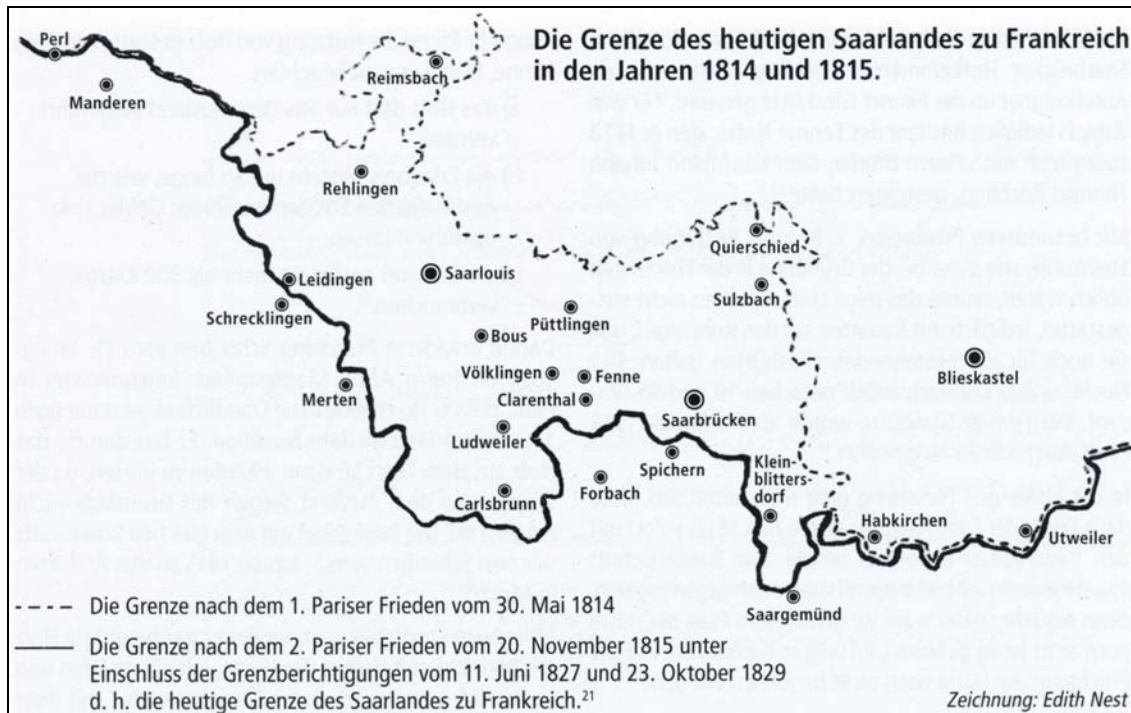 Die Grenze des heutigen Saarlandes zu Frankreich
in den Jahren 1814 und 1815.
Perl
Manderen
Reimsbach
Rehlingen
Saarlouis
Leidingen
Schrecklingen
Quierschied
Sulzbach
Püttlingen
Bous
Völklingen
Fenne
Clarenthal
Merten
Blieskastel
Saarbrücken
Ludweiler
Spichern
Forbach
Klein-
blitters-
dorf
Carlsbrunn
Habkirchen
Utweiler
Saargemünd
Die Grenze nach dem 1. Pariser Frieden vom 30. Mai 1814
Die Grenze nach dem 2. Pariser Frieden vom 20. November 1815 unter
Einschluss der Grenzberichtigungen vom 11. Juni 1827 und 23. Oktober 1829
d. h. die heutige Grenze des Saarlandes zu Frankreich.²¹
Zeichnung: Edith Nest